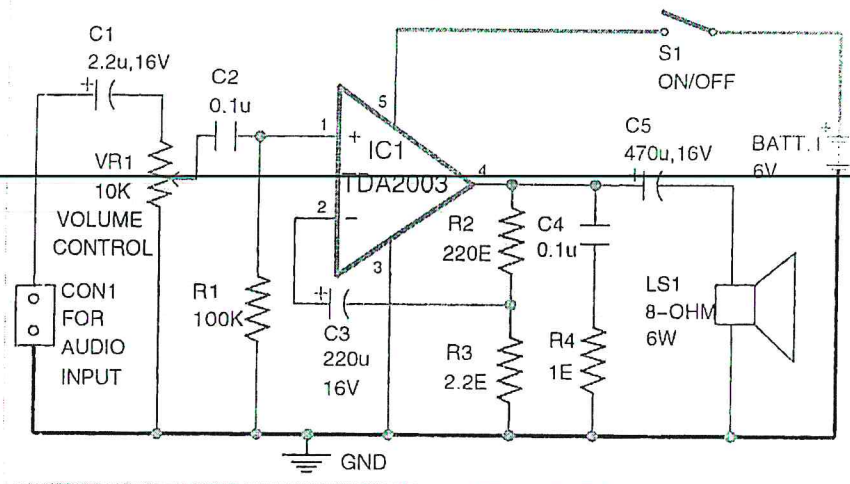 C1
2.2u,16V
C2
0.1u
VR1
10K
VOLUME
CONTROL
CON1
FOR
AUDIO
INPUT
R1
100K
1
+
2
−
3
4
5
IC1
TDA2003
+
C3
220u
16V
R2
220E
R3
2.2E
C4
0.1u
R4
1E
C5
470u,16V
S1
ON/OFF
BATT.1
6V
LS1
8-OHM
6W
GND